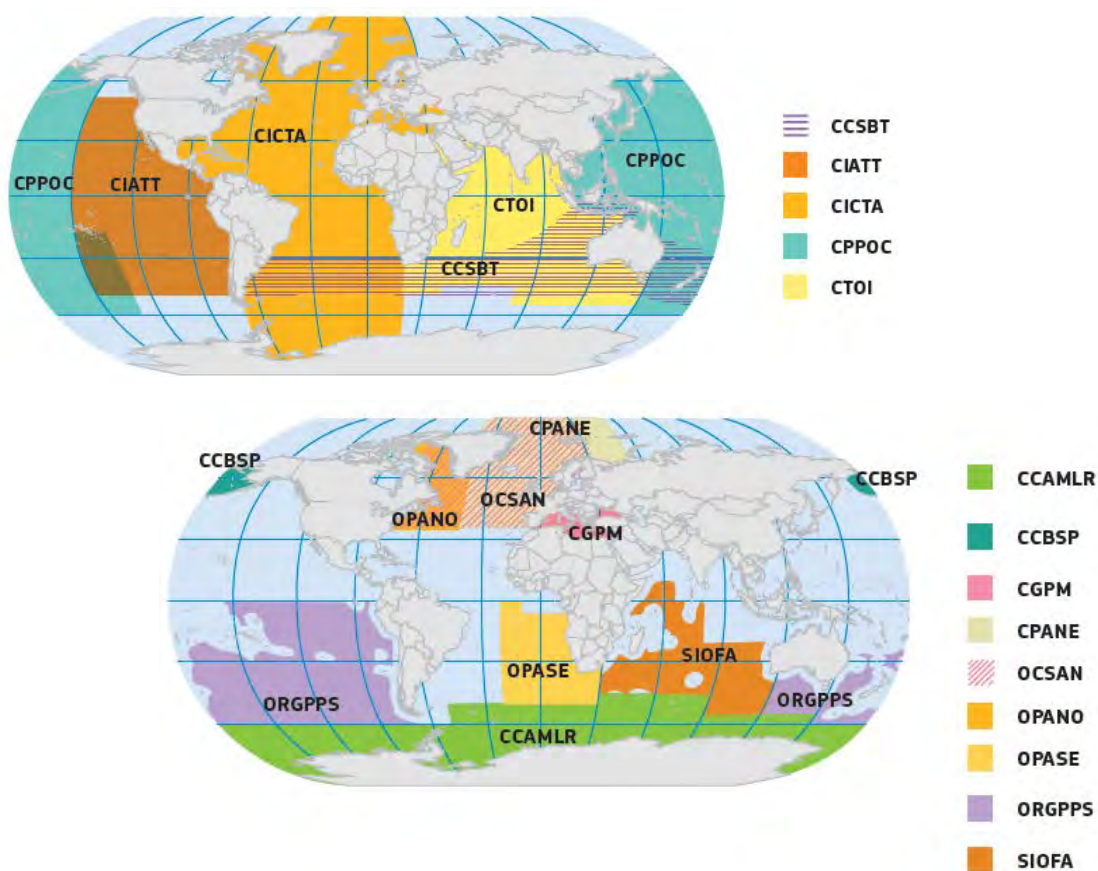 CICTA
CPPOC
CIATT
CPPOC
CTOI
CCSBT
CCSBT
CIATT
CICTA
CPPOC
CTOI
CPANE
CCBSP
CCBSP
OCSAN
OPANO
CGPM
OPASE
SIOFA
ORGPPS
ORGPPS
CCAMLR
CCAMLR
CCBSP
CGPM
CPANE
OCSAN
OPANO
OPASE
ORGPPS
SIOFA